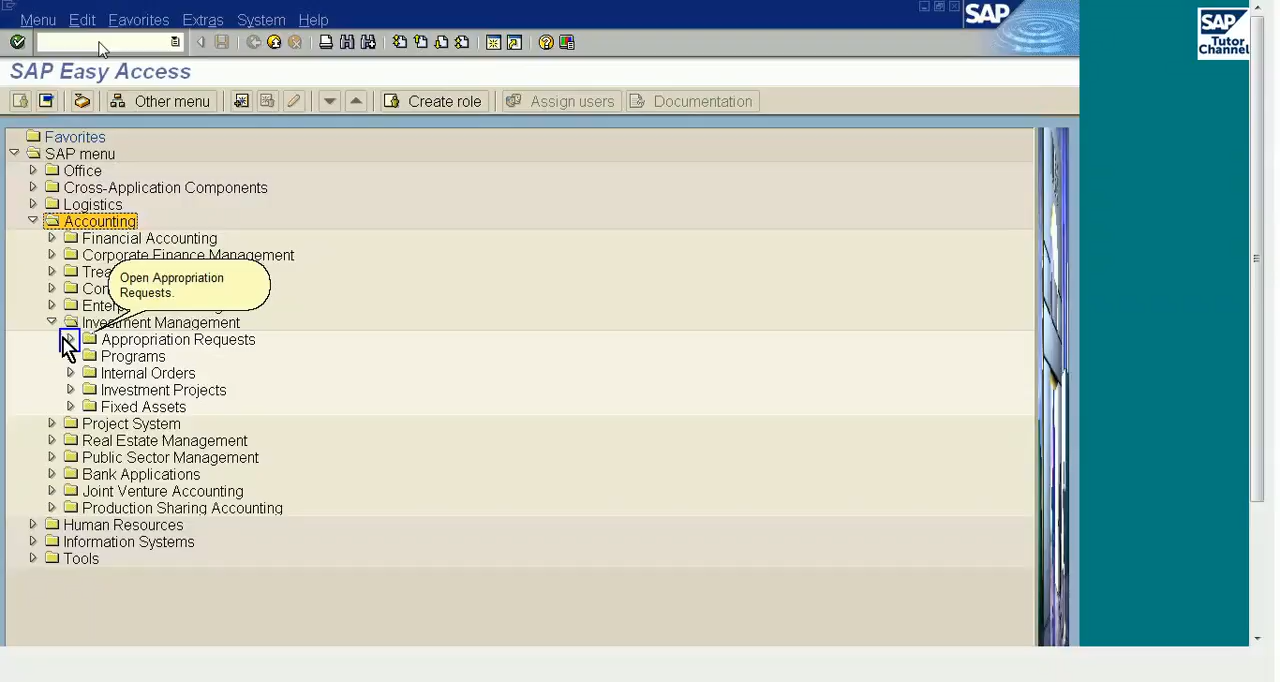 Menu Edit Favorites Extras System Help
SAP
SAP
Tutor
Channel
SAP Easy Access
Other menu Create role Assign users Documentation
Favorites
SAP menu
Office
Cross-Application Components
Logistics
Accounting
Financial Accounting
Corporate Finance Management
Open Appropriation
Requests.
Investment Management
Appropriation Requests
Programs
Internal Orders
Investment Projects
Fixed Assets
Project System
Real Estate Management
Public Sector Management
Bank Applications
Joint Venture Accounting
Production Sharing Accounting
Human Resources
Information Systems
Tools